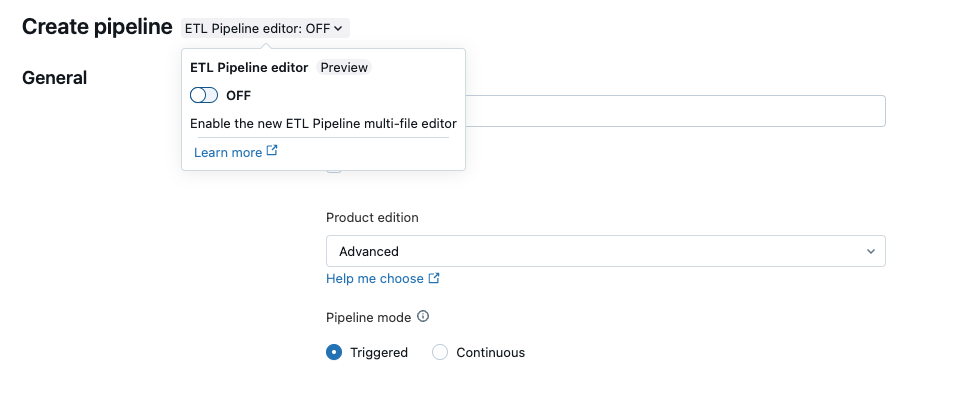 Create pipeline ETL Pipeline editor: OFF
ETL Pipeline editor Preview
OFF
Enable the new ETL Pipeline multi-file editor
Learn more
General
Product edition
Advanced
Help me choose
Pipeline mode
Triggered Continuous